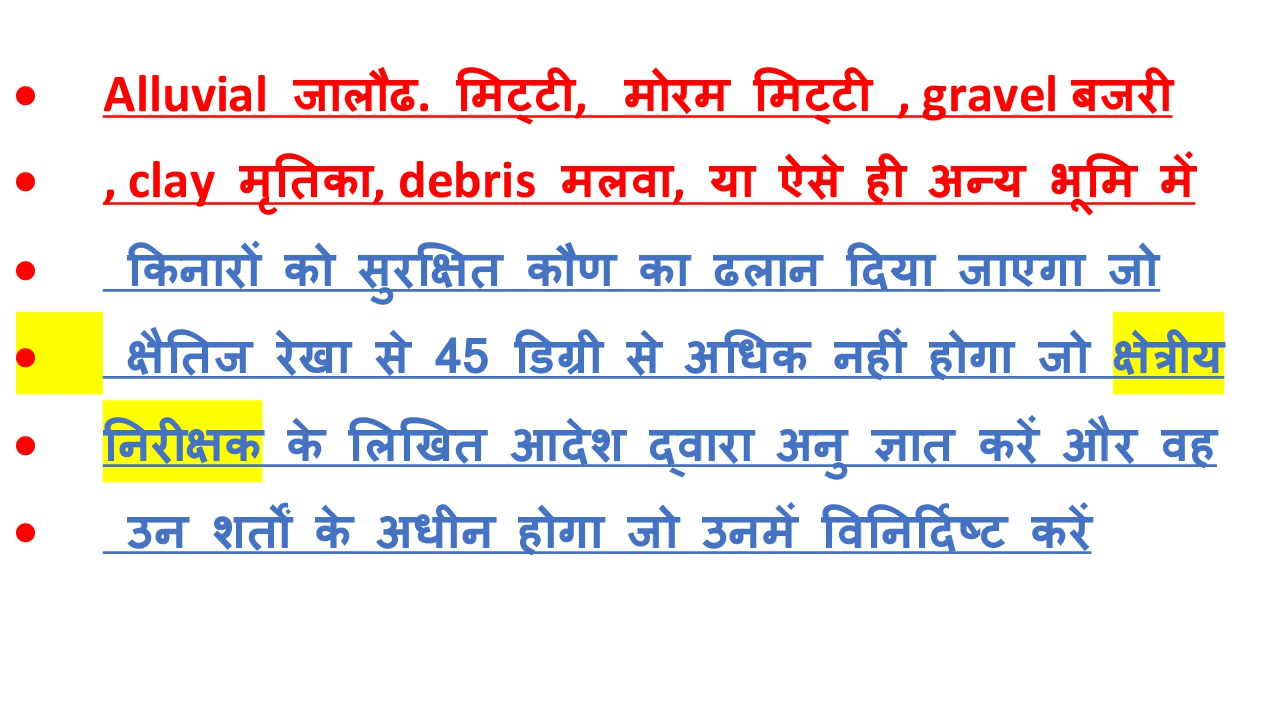 • Alluvial जालौढ. मिट्टी, मोरम मिट्टी , gravel बजरी
• , clay मृतिका, debris मलवा, या ऐसे ही अन्य भूमि में
• किनारों को सुरक्षित कौण का ढलान दिया जाएगा जो
• क्षैतिज रेखा से 45 डिग्री से अधिक नहीं होगा जो क्षेत्रीय
• निरीक्षक के लिखित आदेश द्वारा अनु ज्ञात करें और वह
• उन शर्तों के अधीन होगा जो उनमें विनिर्दिष्ट करें